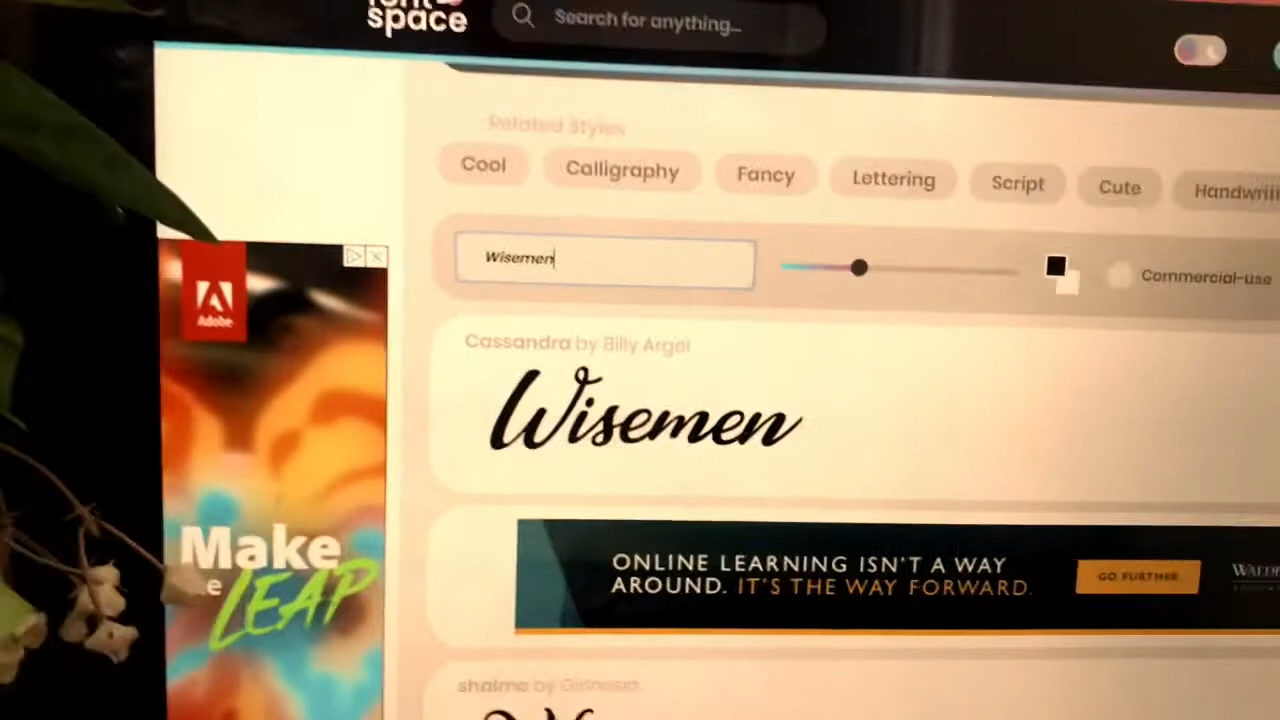 font
space
Search for anything...
Related Styles
Cool
Calligraphy
Fancy
Lettering
Script
Cute
Wisemen
Commercial-use
Cassandra by Billy Argel
Wisemen
Adobe
Make
LEAP
ONLINE LEARNING ISN'T A WAY
AROUND. IT'S THE WAY FORWARD.
GO FURTHER